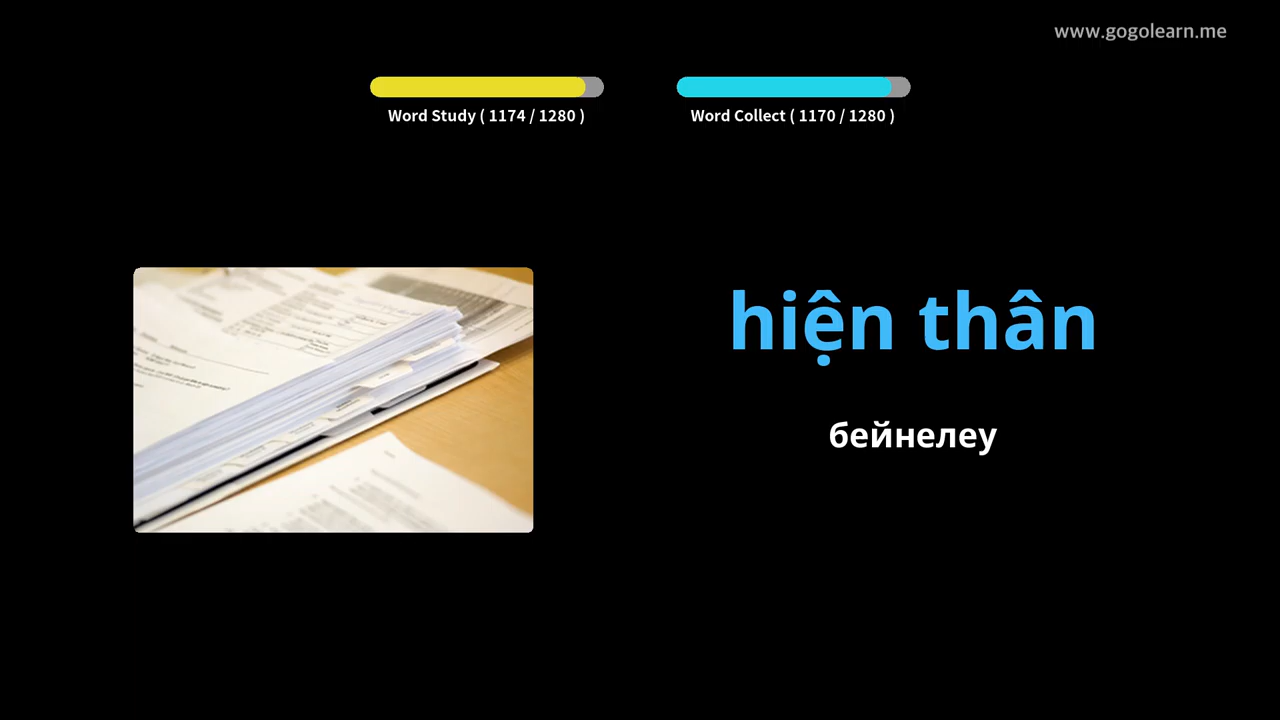 www.gogolearn.me
Word Study ( 1174 / 1280 )
Word Collect ( 1170 / 1280 )
hiện thân
бейнелеу